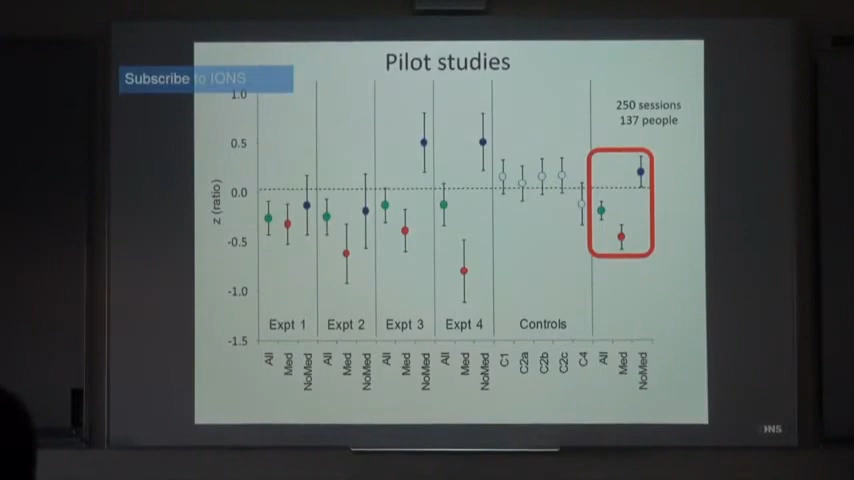 Pilot studies
Subscribe to IONS
250 sessions
137 people
1.0
0.5
0.0
-0.5
-1.0
-1.5
z (ratio)
Expt 1
Expt 2
Expt 3
Expt 4
Controls
All
Med
NoMed
All
Med
NoMed
All
Med
NoMed
All
Med
NoMed
C1
C2a
C2b
C2c
C4
All
Med
NoMed
IONS